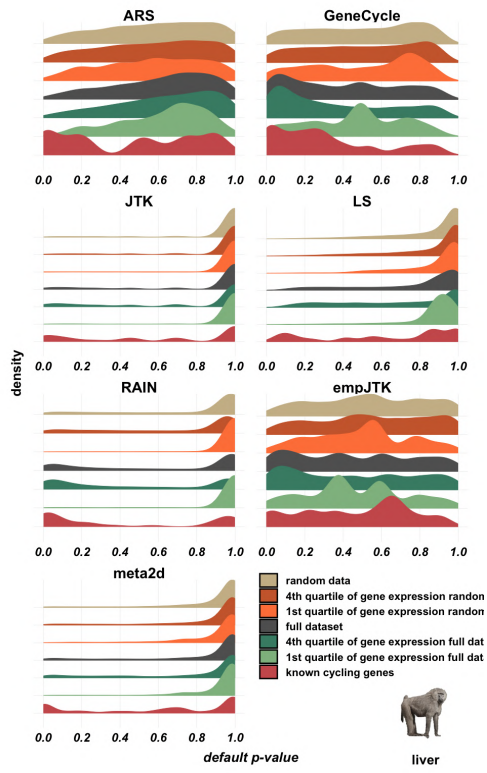 ARS GeneCycle
0.0 0.2 0.4 0.6 0.8 1.0 0.0 0.2 0.4 0.6 0.8 1.0
JTK LS
0.0 0.2 0.4 0.6 0.8 1.0 0.0 0.2 0.4 0.6 0.8 1.0
density
RAIN empJTK
0.0 0.2 0.4 0.6 0.8 1.0 0.0 0.2 0.4 0.6 0.8 1.0
meta2d
random data
4th quartile of gene expression random
1st quartile of gene expression random
full dataset
4th quartile of gene expression full dat
1st quartile of gene expression full dat
known cycling genes
0.0 0.2 0.4 0.6 0.8 1.0
default p-value
liver